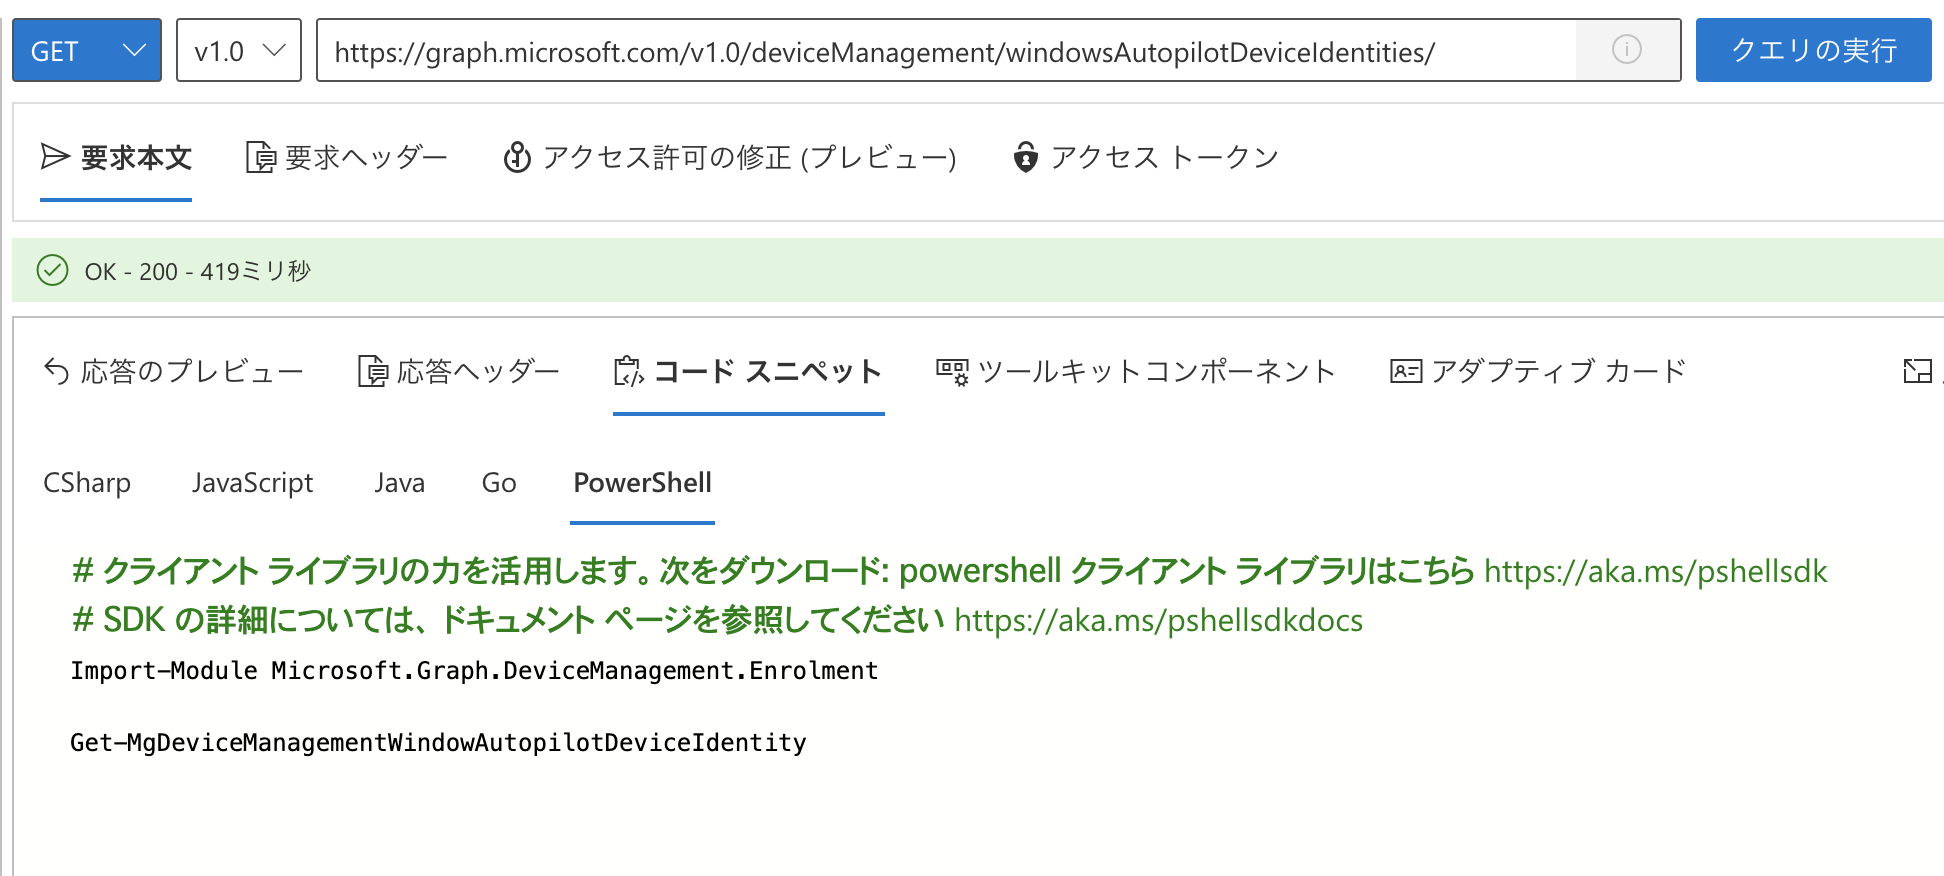 GET v1.0 https://graph.microsoft.com/v1.0/deviceManagement/windowsAutopilotDeviceIdentities/ クエリの実行
要求本文 要求ヘッダー アクセス許可の修正 (プレビュー) アクセス トークン
OK - 200 - 419ミリ秒
応答のプレビュー 応答ヘッダー コード スニペット ツールキットコンポーネント アダプティブ カード
CSharp JavaScript Java Go PowerShell
# クライアント ライブラリの力を活用します。次をダウンロード: powershell クライアント ライブラリはこちら https://aka.ms/pshellsdk
# SDK の詳細については、ドキュメント ページを参照してください https://aka.ms/pshellsdkdocs
Import-Module Microsoft.Graph.DeviceManagement.Enrolment
Get-MgDeviceManagementWindowAutopilotDeviceIdentity